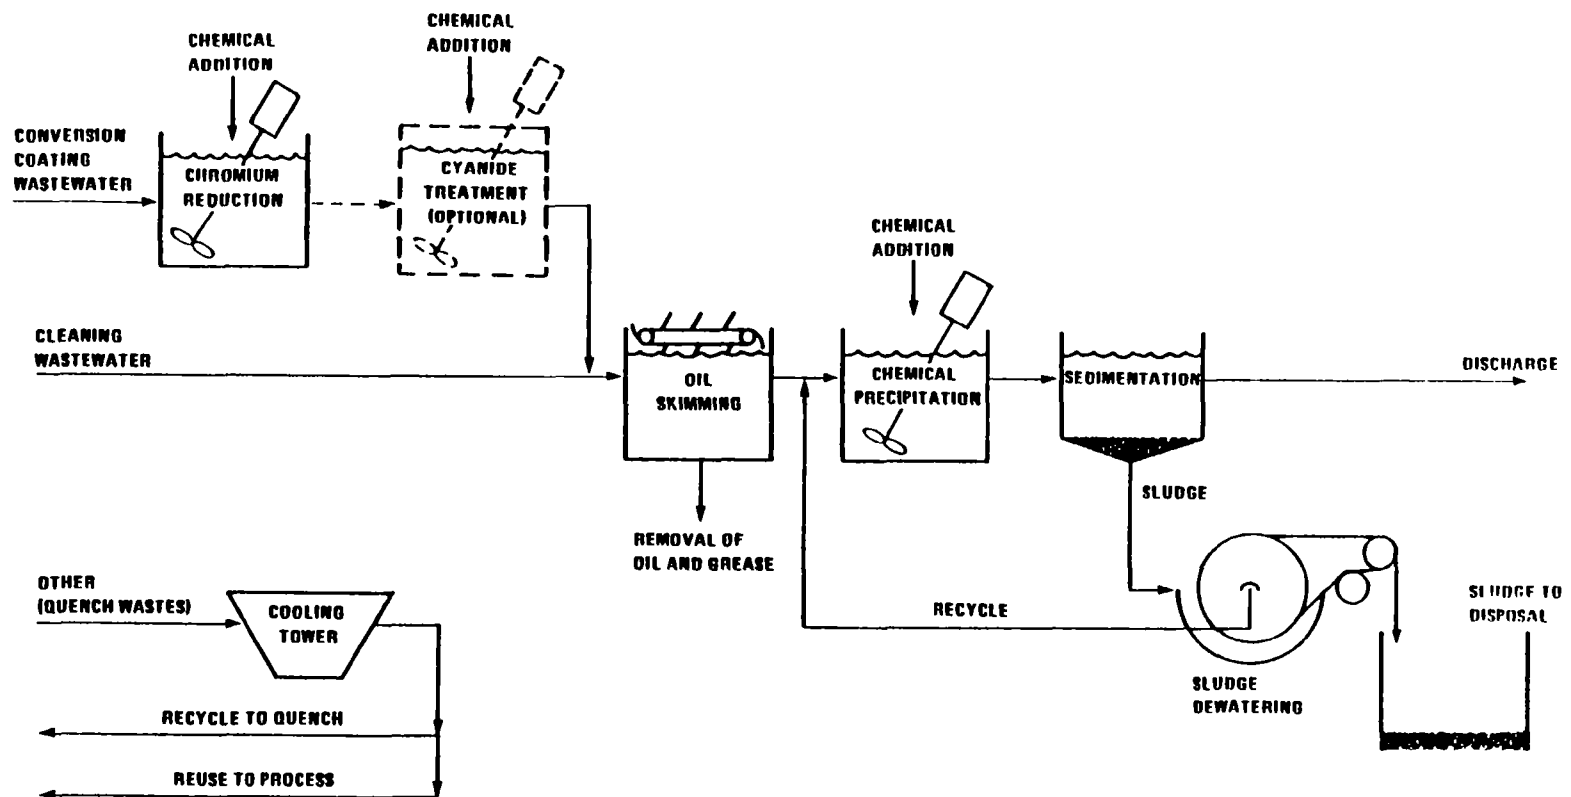 CHEMICAL
ADDITION
CHEMICAL
ADDITION
CONVERSION
COATING
WASTEWATER
CHROMIUM
REDUCTION
CYANIDE
TREATMENT
(OPTIONAL)
CHEMICAL
ADDITION
CLEANING
WASTEWATER
OIL
SKIMMING
CHEMICAL
PRECIPITATION
SEDIMENTATION
DISCHARGE
REMOVAL OF
OIL AND GREASE
SLUDGE
OTHER
(QUENCH WASTES)
COOLING
TOWER
RECYCLE
SLUDGE TO
DISPOSAL
SLUDGE
DEWATERING
RECYCLE TO QUENCH
REUSE TO PROCESS